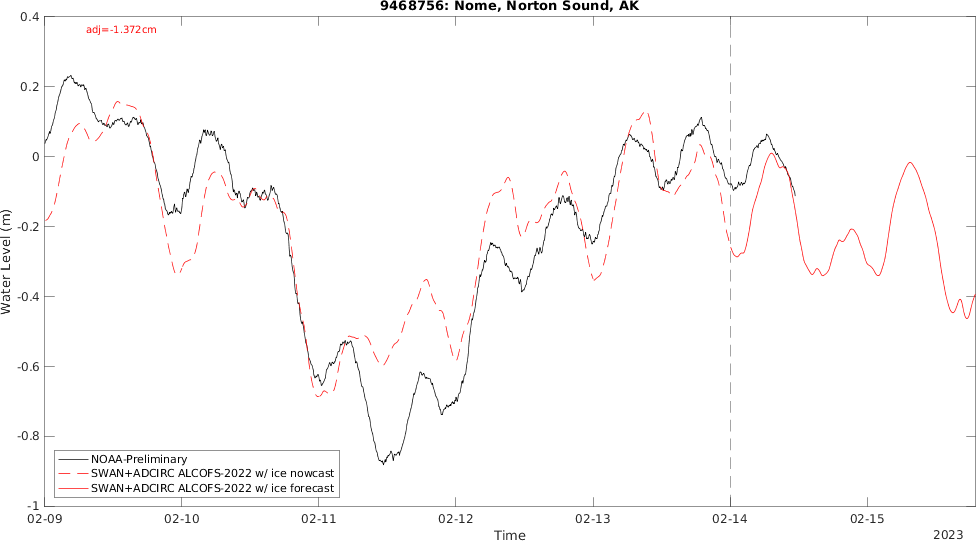 9468756: Nome, Norton Sound, AK
adj=-1.372cm
0.4
0.2
0
-0.2
-0.4
-0.6
-0.8
-1
Water Level (m)
NOAA-Preliminary
SWAN+ADCIRC ALCOFS-2022 w/ ice nowcast
SWAN+ADCIRC ALCOFS-2022 w/ ice forecast
02-09 02-10 02-11 02-12 02-13 02-14 02-15
Time
2023